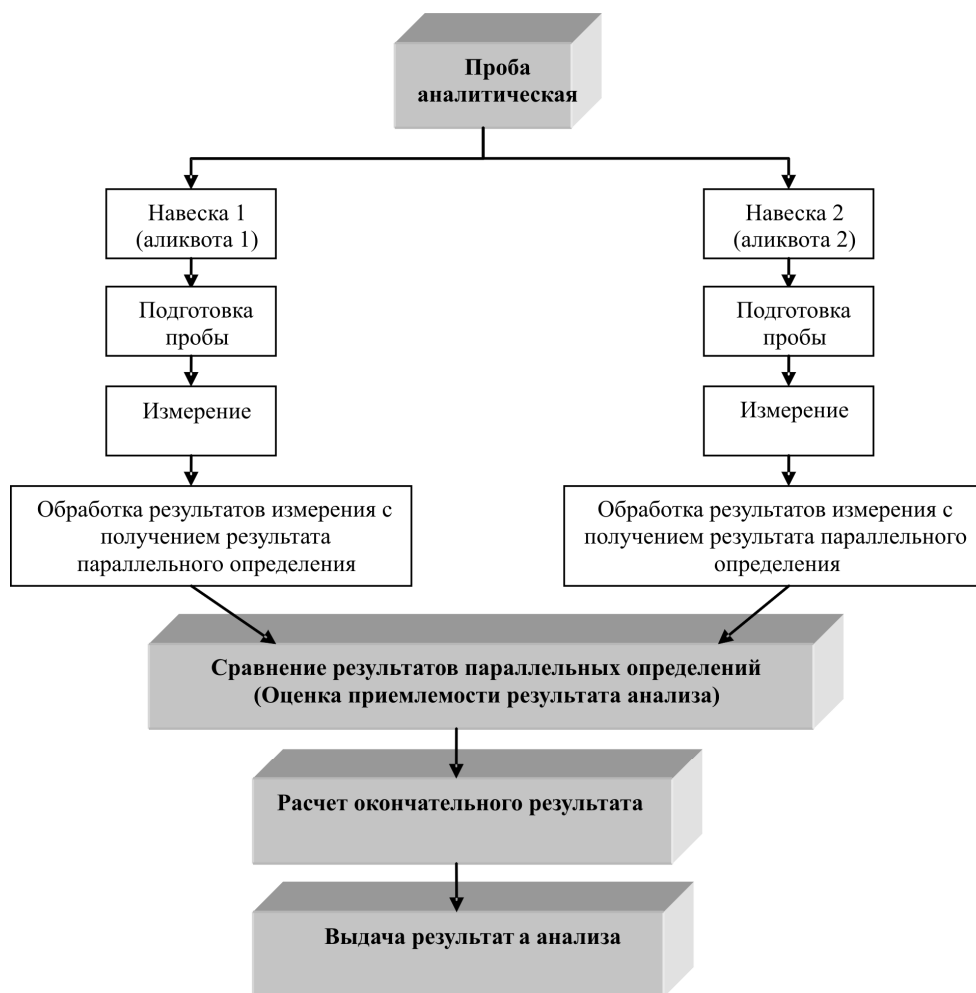 Проба
аналитическая
Навеска 1
(аликвота 1)
Навеска 2
(аликвота 2)
Подготовка
пробы
Подготовка
пробы
Измерение
Измерение
Обработка результатов измерения с
получением результата
параллельного определения
Обработка результатов измерения с
получением результата параллельного
определения
Сравнение результатов параллельных определений
(Оценка приемлемости результата анализа)
Расчет окончательного результата
Выдача результат а анализа